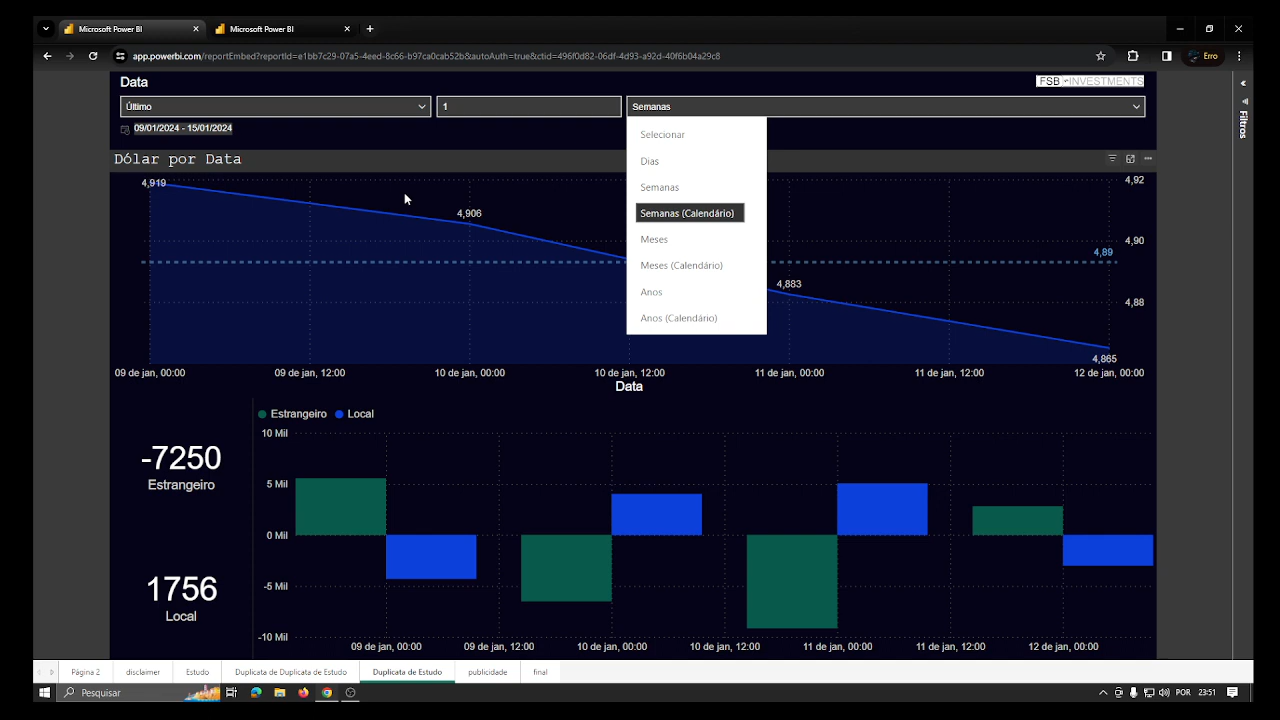 Microsoft Power BI
Microsoft Power BI
app.powerbi.com/reportEmbed?reportId=e1bb7c29-07a5-4eed-8c66-b97ca0cab52b&autoAuth=true&ctid=496f0d82-06df-4d93-a92d-40f6b04a29c8
Erro
Data
FSB INVESTMENTS
Último
1
Semanas
09/01/2024 - 15/01/2024
Selecionar
Dias
Semanas
Semanas (Calendário)
Meses
Meses (Calendário)
Anos
Anos (Calendário)
Filtros
Dólar por Data
4,919
4,906
4,883
4,865
4,92
4,90
4,89
4,88
09 de jan, 00:00
09 de jan, 12:00
10 de jan, 00:00
10 de jan, 12:00
11 de jan, 00:00
11 de jan, 12:00
12 de jan, 00:00
Data
-7250
Estrangeiro
1756
Local
Estrangeiro
Local
10 Mil
5 Mil
0 Mil
-5 Mil
-10 Mil
09 de jan, 00:00
09 de jan, 12:00
10 de jan, 00:00
10 de jan, 12:00
11 de jan, 00:00
11 de jan, 12:00
12 de jan, 00:00
Página 2
disclaimer
Estudo
Duplicata de Duplicata de Estudo
Duplicata de Estudo
publicidade
final
Pesquisar
POR
23:51